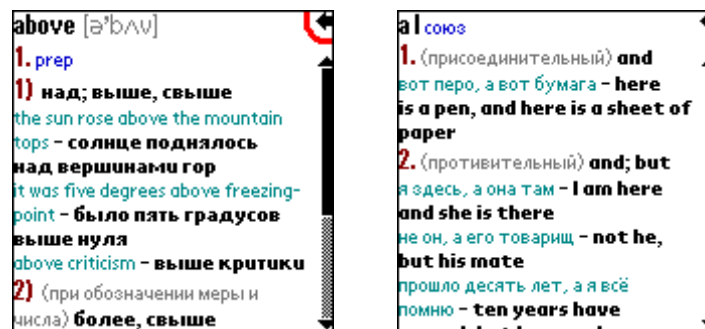 above [ə'bʌv]
1. prep
1) над; выше, свыше
the sun rose above the mountain
tops – солнце поднялось
над вершинами гор
it was five degrees above freezing-
point – было пять градусов
выше нуля
above criticism – выше критики
2) (при обозначении меры и
числа) более, свыше
a I союз
1. (присоединительный) and
вот перо, а вот бумага – here
is a pen, and here is a sheet of
paper
2. (противительный) and; but
я здесь, а она там – I am here
and she is there
не он, а его товарищ – not he,
but his mate
прошло десять лет, а я всё
помню – ten years have